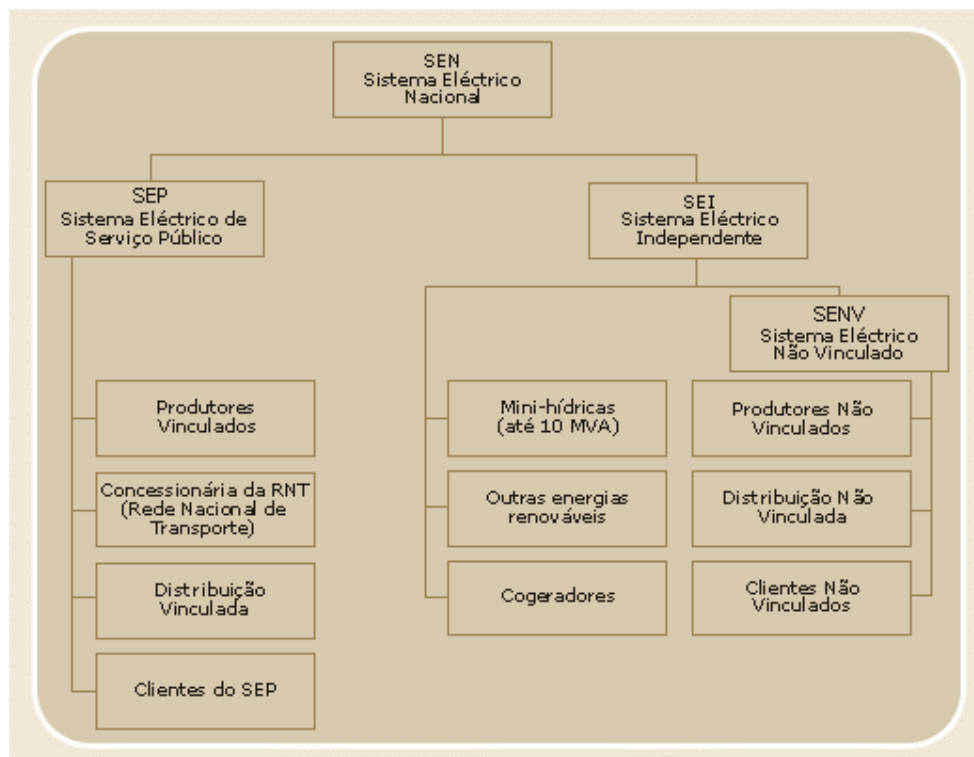 SEN
Sistema Eléctrico
Nacional
SEP
Sistema Eléctrico de
Serviço Público
SEI
Sistema Eléctrico
Independente
SENV
Sistema Eléctrico
Não Vinculado
Produtores
Vinculados
Concessionária da RNT
(Rede Nacional de
Transporte)
Distribuição
Vinculada
Clientes do SEP
Mini-hídricas
(até 10 MVA)
Outras energias
renováveis
Cogeradores
Produtores Não
Vinculados
Distribuição Não
Vinculada
Clientes Não
Vinculados